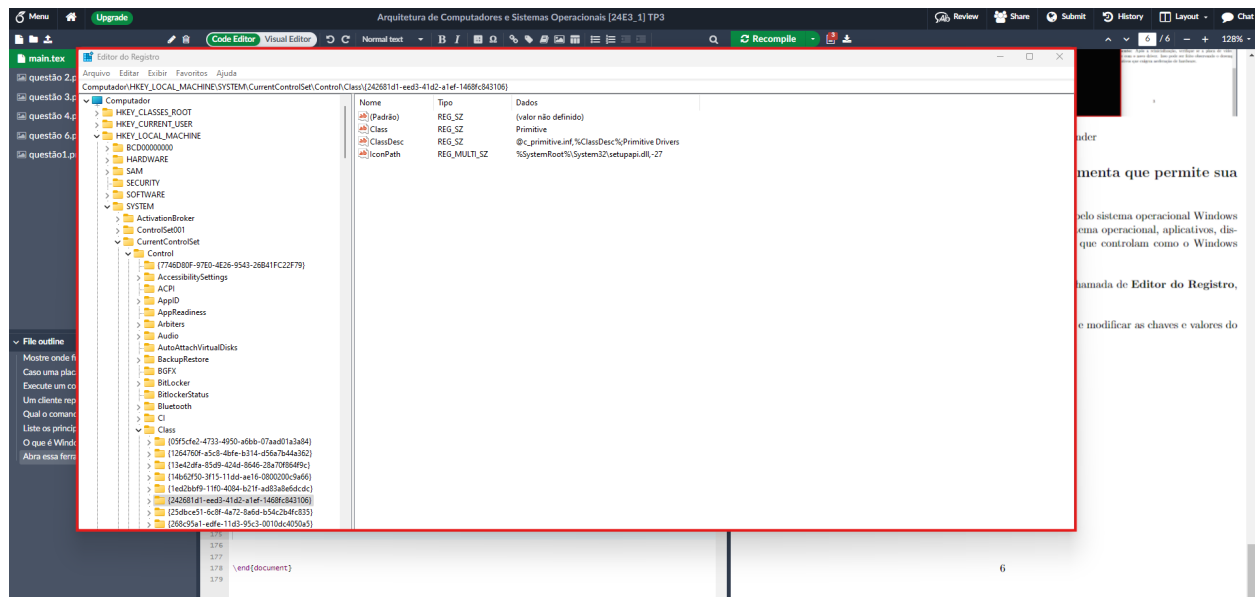 Menu Upgrade Arquitetura de Computadores e Sistemas Operacionais [24E3_1] TP3 Review Share Submit History Layout Chat
Code Editor Visual Editor Normal text B I Ω Recompile 3 6 / 6 128%
main.tex
questão 2.p
questão 3.p
questão 4.p
questão 6.p
questão1.p
File outline
Mostre onde f
Caso uma plac
Execute um co
Um cliente rep
Qual o comand
Liste os princip
O que é Windo
Abra essa ferra
Editor do Registro
Arquivo Editar Exibir Favoritos Ajuda
Computador\HKEY_LOCAL_MACHINE\SYSTEM\CurrentControlSet\Control\Class\{242681d1-eed3-41d2-a1ef-1468fc843106}
Computador
HKEY_CLASSES_ROOT
HKEY_CURRENT_USER
HKEY_LOCAL_MACHINE
BCD00000000
HARDWARE
SAM
SECURITY
SOFTWARE
SYSTEM
ActivationBroker
ControlSet001
CurrentControlSet
Control
{7746D80F-97E0-4E26-9543-26B41FC22F79}
AccessibilitySettings
ACPI
AppID
AppReadiness
Arbiters
Audio
AutoAttachVirtualDisks
BackupRestore
BGFX
BitLocker
BitlockerStatus
Bluetooth
CI
Class
{05f5cfe2-4733-4950-a6bb-07aad01a3a84}
{1264760f-a5c8-4bfe-b314-d56a7b44a362}
{13e42dfa-85d9-424d-8646-28a70f864f9c}
{14b62f50-3f15-11dd-ae16-0800200c9a66}
{1ed2bbf9-11f0-4084-b21f-ad83a8e6dcdc}
{242681d1-eed3-41d2-a1ef-1468fc843106}
{25dbce51-6c8f-4a72-8a6d-b54c2b4fc835}
{268c95a1-edfe-11d3-95c3-0010dc4050a5}
Nome Tipo Dados
(Padrão) REG_SZ (valor não definido)
Class REG_SZ Primitive
ClassDesc REG_SZ @c_primitive.inf,%ClassDesc%;Primitive Drivers
IconPath REG_MULTI_SZ %SystemRoot%\System32\setupapi.dll,-27
175
176
177
178 \end{document}
179
nder
menta que permite sua
pelo sistema operacional Windows
ema operacional, aplicativos, dis-
que controlam como o Windows
hamada de Editor do Registro,
e modificar as chaves e valores do
6